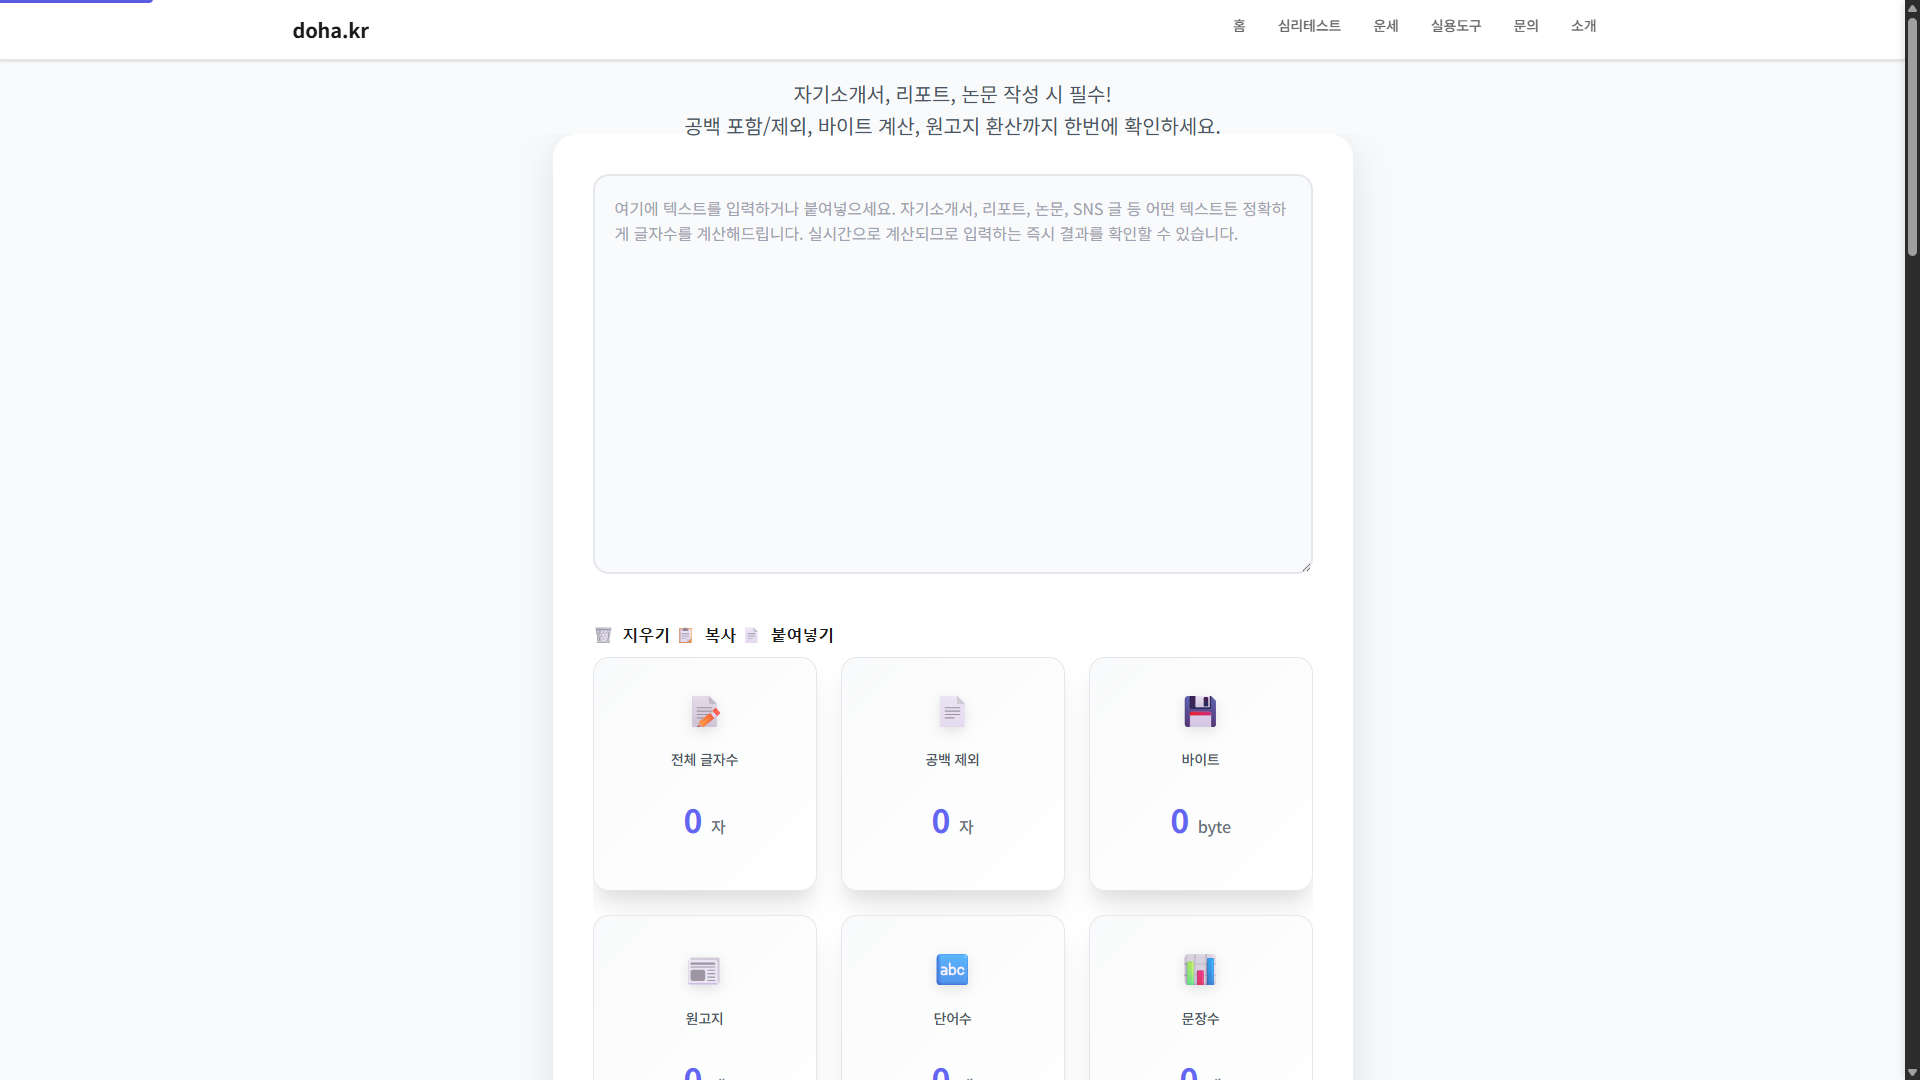 doha.kr
홈 심리테스트 운세 실용도구 문의 소개
자기소개서, 리포트, 논문 작성 시 필수!
공백 포함/제외, 바이트 계산, 원고지 환산까지 한번에 확인하세요.
여기에 텍스트를 입력하거나 붙여넣으세요. 자기소개서, 리포트, 논문, SNS 글 등 어떤 텍스트든 정확하
게 글자수를 계산해드립니다. 실시간으로 계산되므로 입력하는 즉시 결과를 확인할 수 있습니다.
지우기 복사 붙여넣기
전체 글자수 공백 제외 바이트
0 자 0 자 0 byte
abc
원고지 단어수 문장수
0 0 0